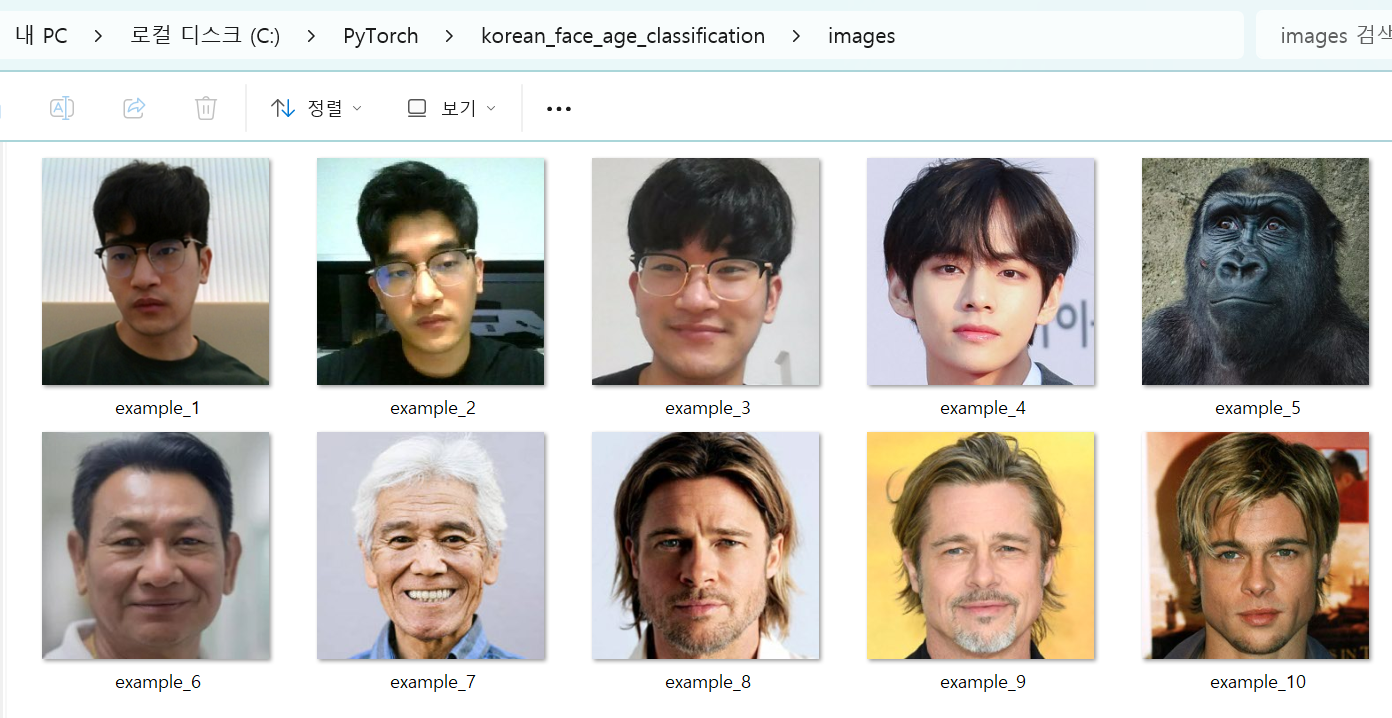 내 PC > 로컬 디스크 (C:) > PyTorch > korean_face_age_classification > images
images 검색
정렬 보기 •••
example_1 example_2 example_3 example_4 example_5
example_6 example_7 example_8 example_9 example_10